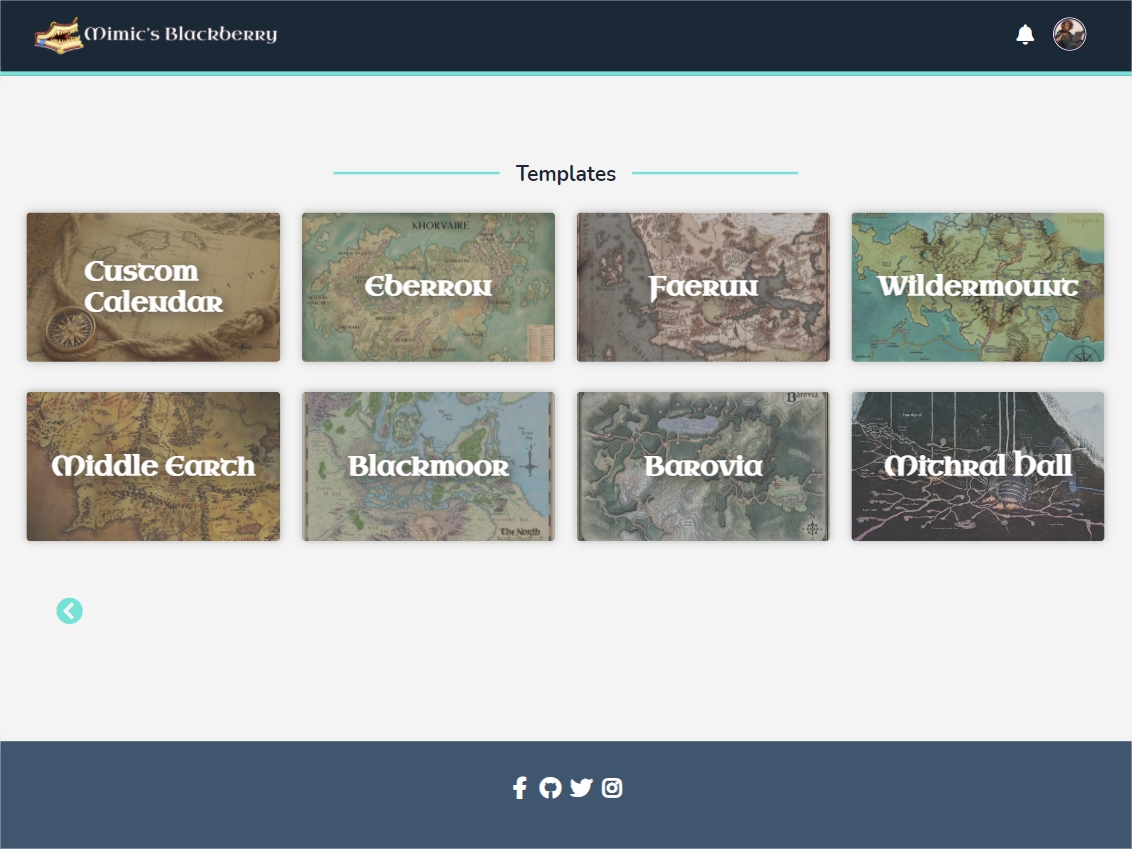 Mimic's Blackberry
Templates
Custom
Calendar
KHORVAIRE
Eberron
Faerun
Wildermount
Middle Earth
Blackmoor
The North
Barovia
Barovia
Mithral Hall